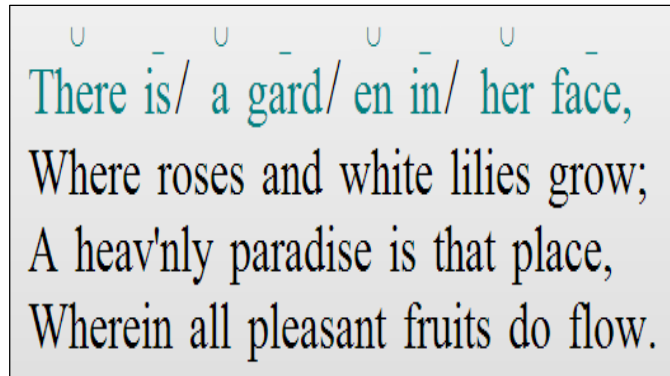 ∪ _ ∪ _ ∪ _ ∪ _
There is/ a gard/ en in/ her face,
Where roses and white lilies grow;
A heav'nly paradise is that place,
Wherein all pleasant fruits do flow.